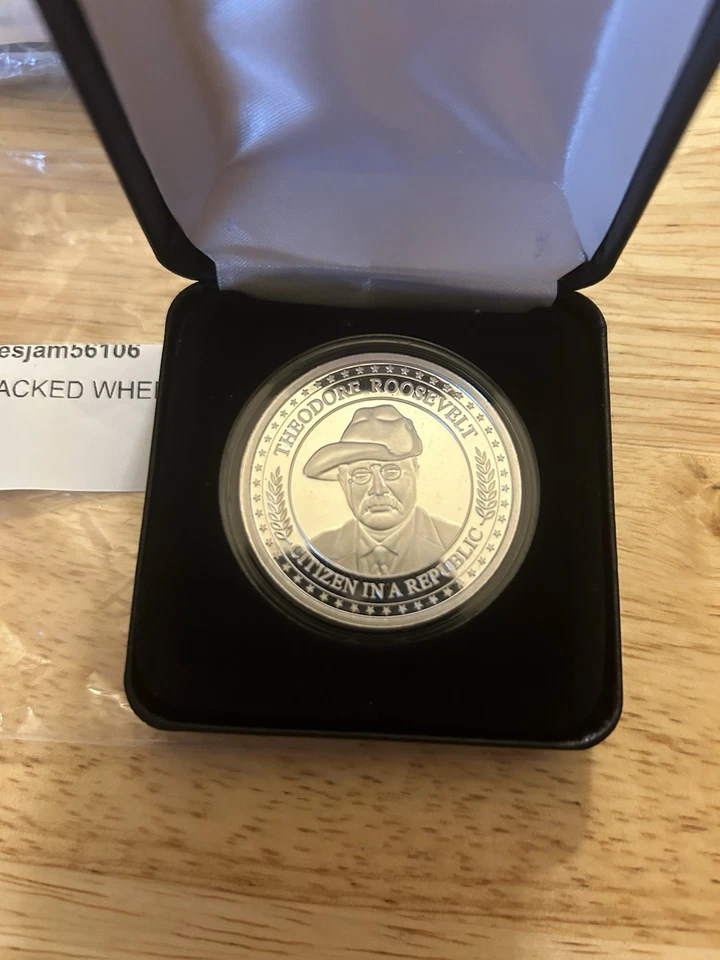 esjam56106
ACKED WHE
THEODORE ROOSEVELT
CITIZEN IN A REPUBLIC